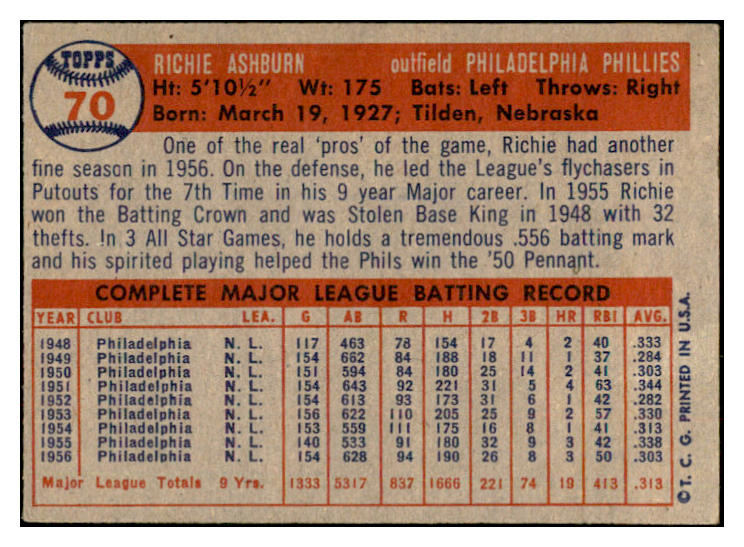 TOPPS
70
RICHIE ASHBURN outfield PHILADELPHIA PHILLIES
Ht: 5'10½" Wt: 175 Bats: Left Throws: Right
Born: March 19, 1927; Tilden, Nebraska
One of the real 'pros' of the game, Richie had another
fine season in 1956. On the defense, he led the League's flychasers in
Putouts for the 7th Time in his 9 year Major career. In 1955 Richie
won the Batting Crown and was Stolen Base King in 1948 with 32
thefts. In 3 All Star Games, he holds a tremendous .556 batting mark
and his spirited playing helped the Phils win the '50 Pennant.
COMPLETE MAJOR LEAGUE BATTING RECORD
YEAR CLUB LEA. G AB R H 2B 3B HR RBI AVG.
1948 Philadelphia N. L. 117 463 78 154 17 4 2 40 .333
1949 Philadelphia N. L. 154 662 84 188 18 11 1 37 .284
1950 Philadelphia N. L. 151 594 84 180 25 14 2 41 .303
1951 Philadelphia N. L. 154 643 92 221 31 5 4 63 .344
1952 Philadelphia N. L. 154 613 93 173 31 6 1 42 .282
1953 Philadelphia N. L. 156 622 110 205 25 9 2 57 .330
1954 Philadelphia N. L. 153 559 111 175 16 8 1 41 .313
1955 Philadelphia N. L. 140 533 91 180 32 9 3 42 .338
1956 Philadelphia N. L. 154 628 94 190 26 8 3 50 .303
Major League Totals 9 Yrs. 1333 5317 837 1666 221 74 19 413 .313
©T. C. G. PRINTED IN U.S.A.